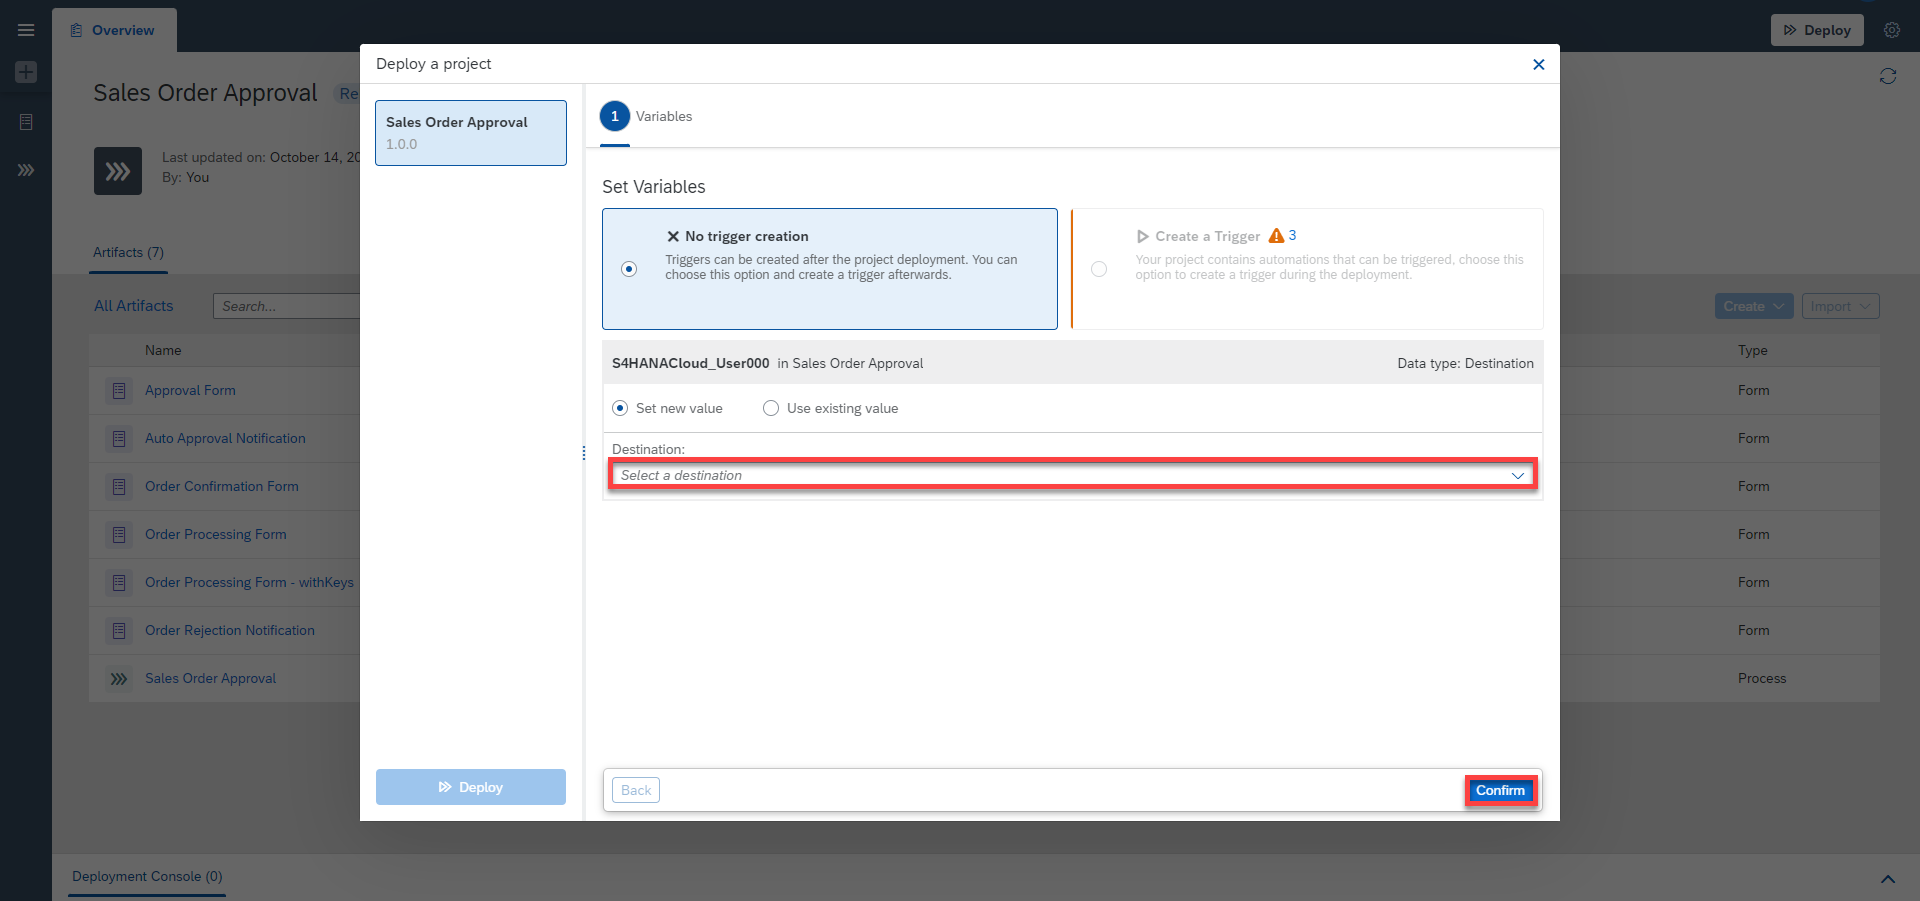 Overview
Deploy
Deploy a project
Sales Order Approval
Re
Last updated on: October 14, 20
By: You
Artifacts (7)
All Artifacts
Search...
Create
Import
Name
Type
Approval Form
Form
Auto Approval Notification
Form
Order Confirmation Form
Form
Order Processing Form
Form
Order Processing Form - withKeys
Form
Order Rejection Notification
Form
Sales Order Approval
Process
Sales Order Approval
1.0.0
Deploy
1
Variables
Set Variables
No trigger creation
Triggers can be created after the project deployment. You can
choose this option and create a trigger afterwards.
Create a Trigger
3
Your project contains automations that can be triggered, choose this
option to create a trigger during the deployment.
S4HANACloud_User000 in Sales Order Approval
Data type: Destination
Set new value
Use existing value
Destination:
Select a destination
Back
Confirm
Deployment Console (0)